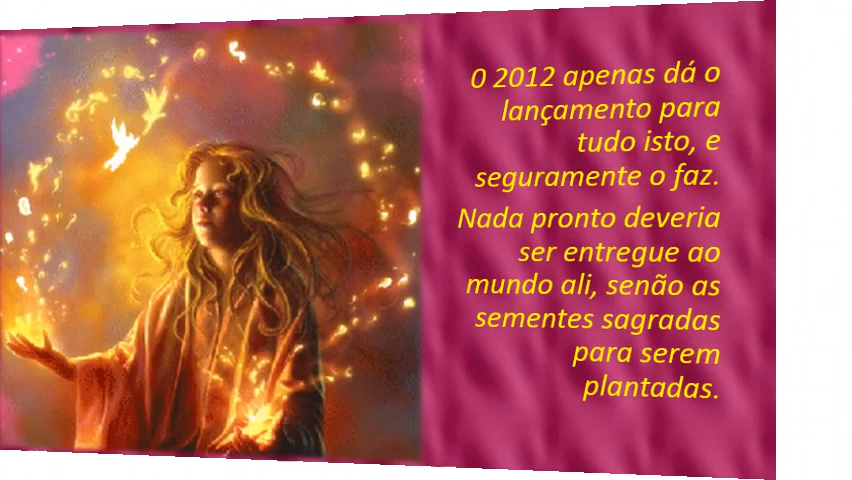 0 2012 apenas dá o
lançamento para
tudo isto, e
seguramente o faz.
Nada pronto deveria
ser entregue ao
mundo ali, senão as
sementes sagradas
para serem
plantadas.